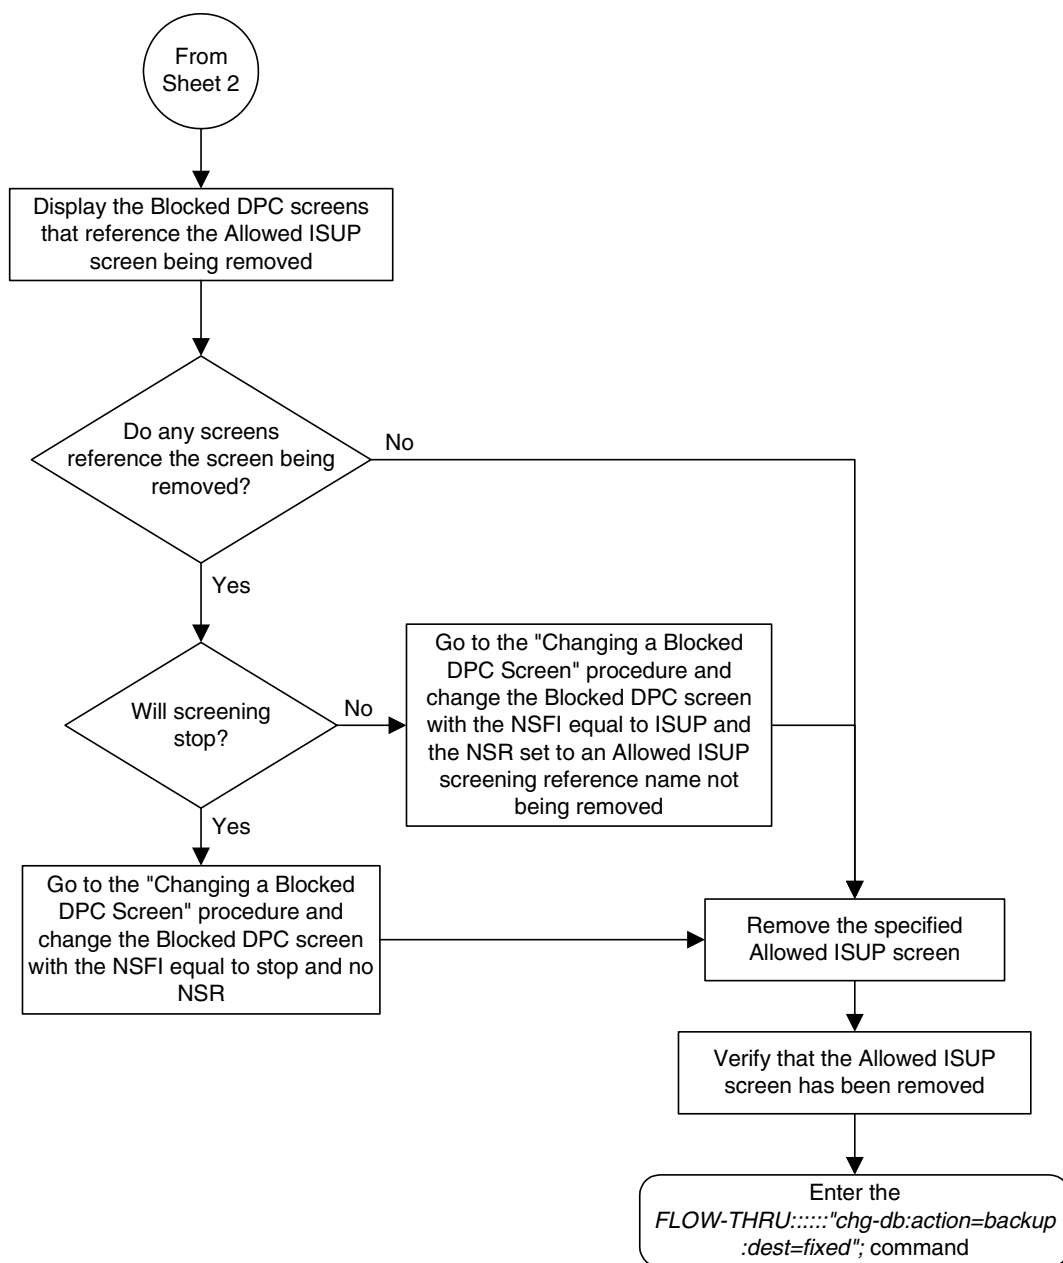 From
Sheet 2
Display the Blocked DPC screens
that reference the Allowed ISUP
screen being removed
Do any screens
reference the screen being
removed?
No
Yes
Will screening
stop?
No
Go to the "Changing a Blocked
DPC Screen" procedure and
change the Blocked DPC screen
with the NSFI equal to ISUP and
the NSR set to an Allowed ISUP
screening reference name not
being removed
Yes
Go to the "Changing a Blocked
DPC Screen" procedure and
change the Blocked DPC screen
with the NSFI equal to stop and no
NSR
Remove the specified
Allowed ISUP screen
Verify that the Allowed ISUP
screen has been removed
Enter the
FLOW-THRU::::::"chg-db:action=backup
:dest=fixed"; command